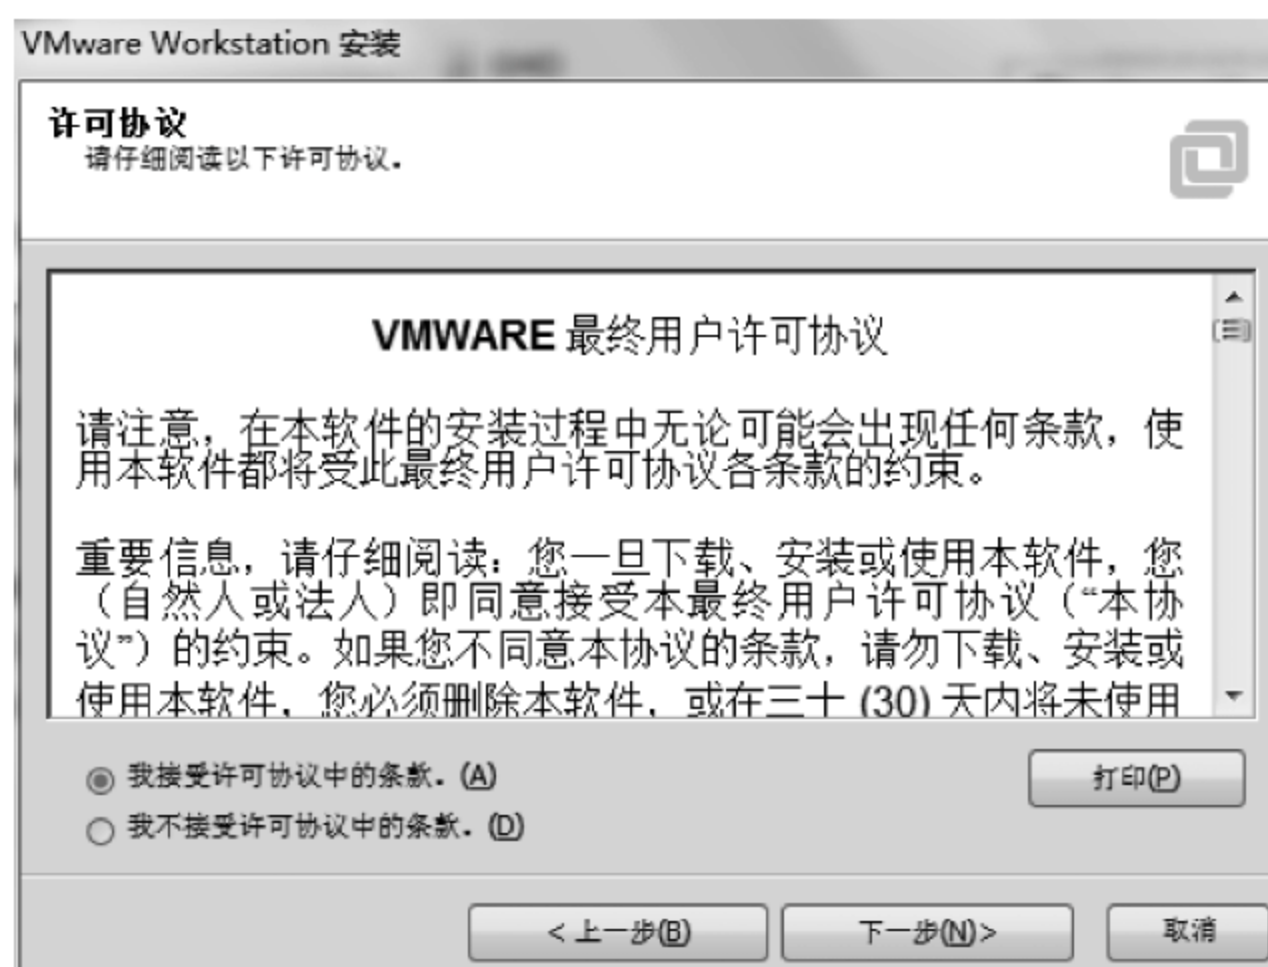 VMware Workstation 安装
许可协议
请仔细阅读以下许可协议。
VMWARE 最终用户许可协议
请注意，在本软件的安装过程中无论可能会出现任何条款，使
用本软件都将受此最终用户许可协议各条款的约束。
重要信息，请仔细阅读：您一旦下载、安装或使用本软件，您
（自然人或法人）即同意接受本最终用户许可协议（“本协
议”）的约束。如果您不同意本协议的条款，请勿下载、安装或
使用本软件，您必须删除本软件，或在三十 (30) 天内将未使用
我接受许可协议中的条款。(A)
打印(P)
我不接受许可协议中的条款。(D)
< 上一步(B)
下一步(N)>
取消